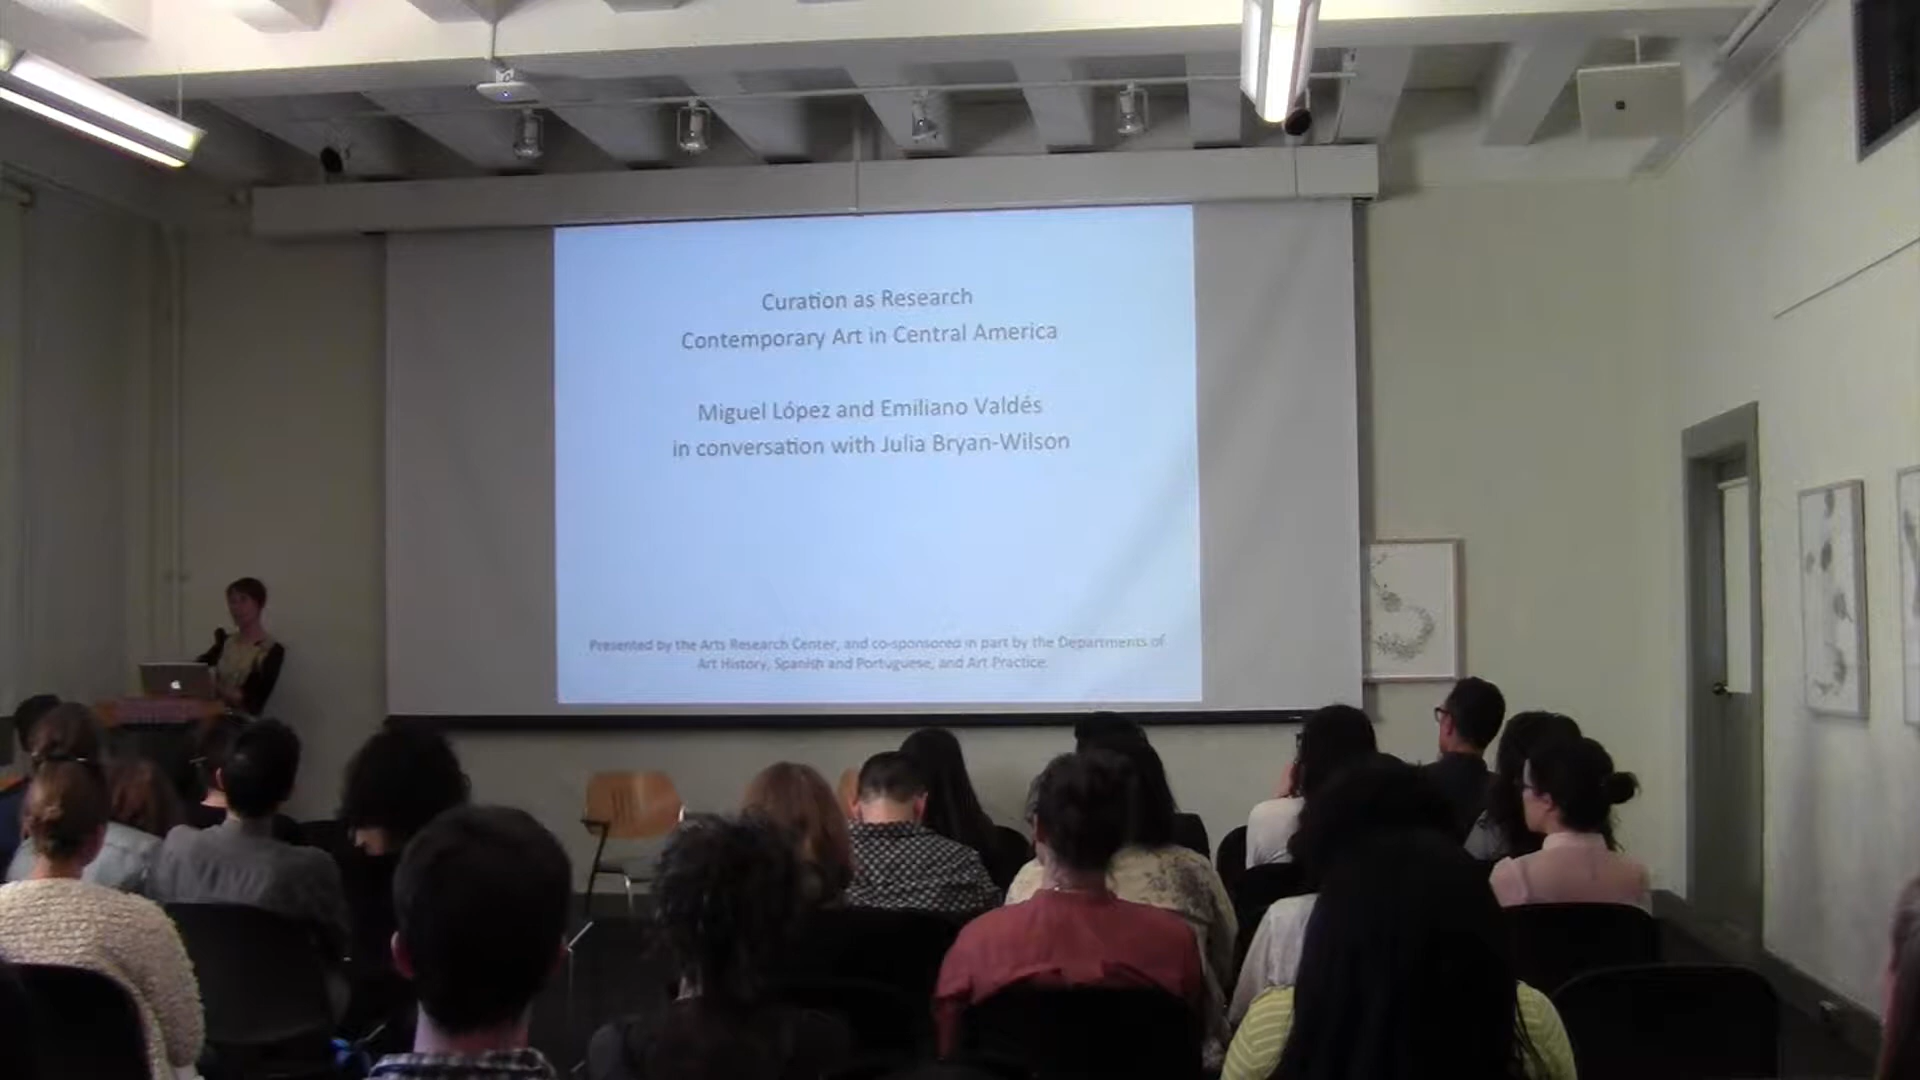 Curation as Research
Contemporary Art in Central America
Miguel López and Emiliano Valdés
in conversation with Julia Bryan-Wilson
Presented by the Arts Research Center, and co-sponsored in part by the Departments of
Art History, Spanish and Portuguese, and Art Practice.